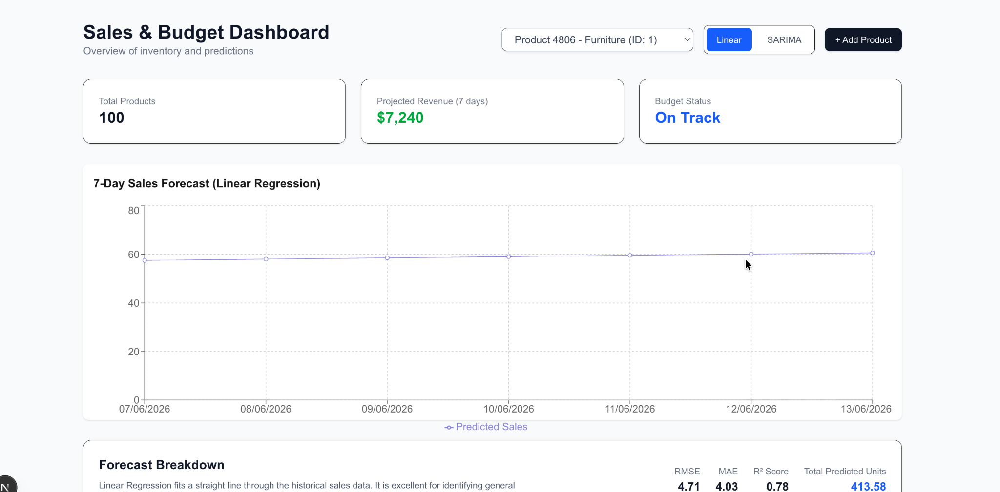 Sales & Budget Dashboard
Overview of inventory and predictions
Product 4806 - Furniture (ID: 1)
Linear
SARIMA
+ Add Product
Total Products
100
Projected Revenue (7 days)
$7,240
Budget Status
On Track
7-Day Sales Forecast (Linear Regression)
80
60
40
20
0
07/06/2026
08/06/2026
09/06/2026
10/06/2026
11/06/2026
12/06/2026
13/06/2026
Predicted Sales
Forecast Breakdown
Linear Regression fits a straight line through the historical sales data. It is excellent for identifying general
RMSE
4.71
MAE
4.03
R² Score
0.78
Total Predicted Units
413.58
N